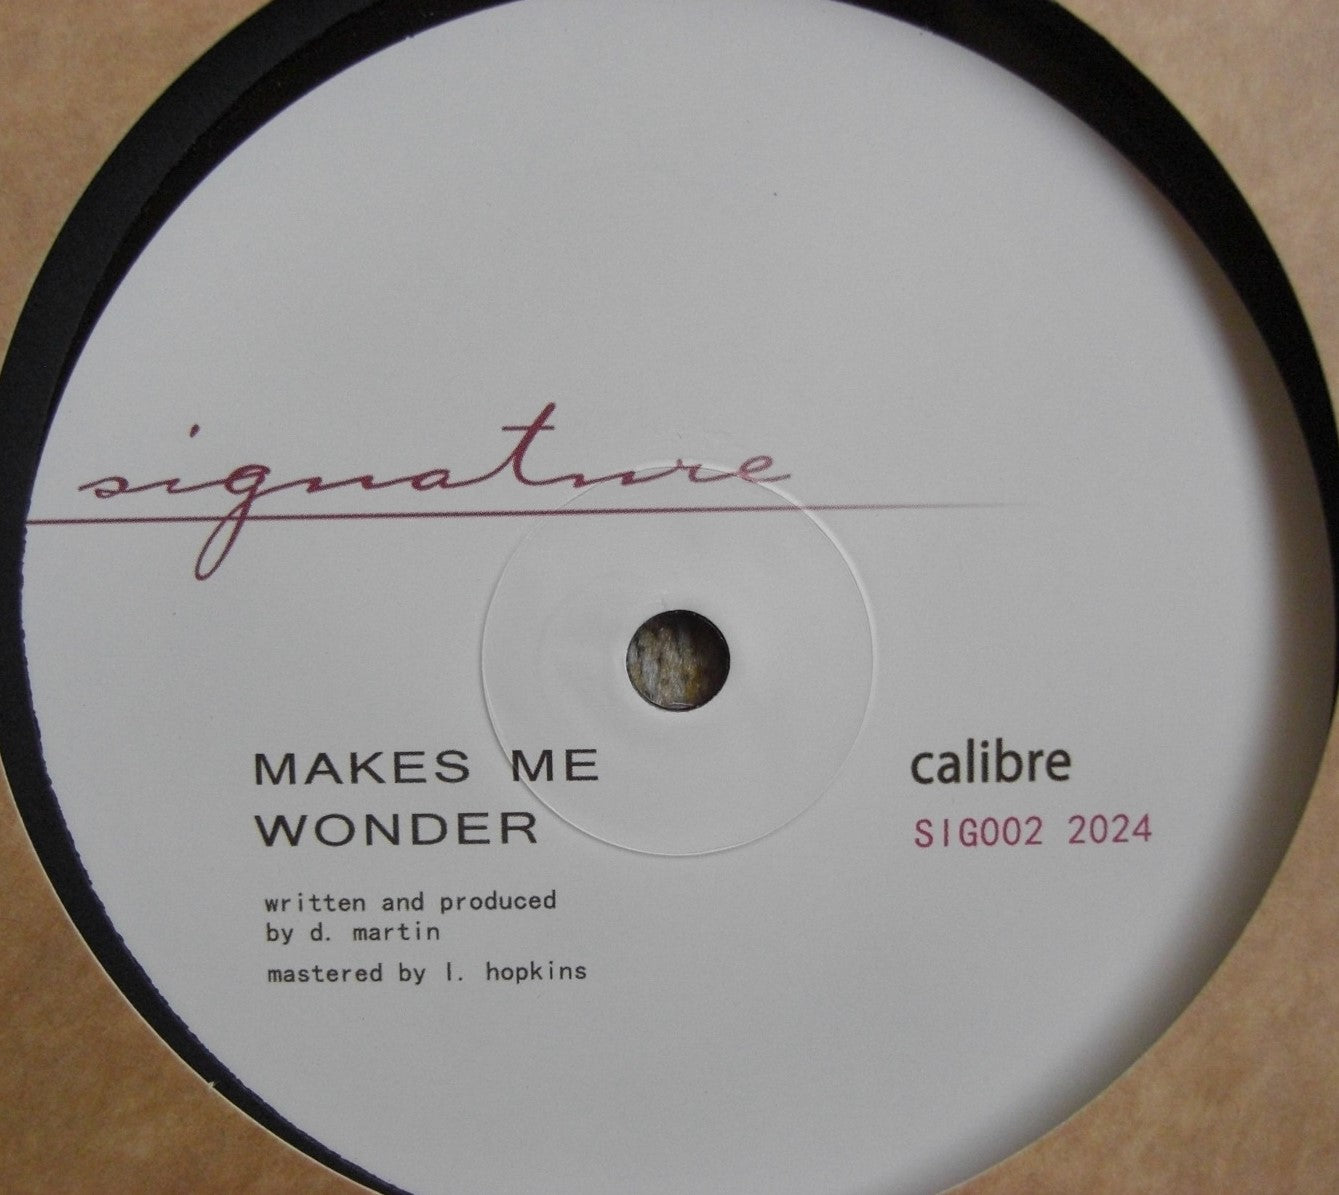 signature
MAKES ME
WONDER
written and produced
by d. martin
mastered by l. hopkins
calibre
SIG002 2024